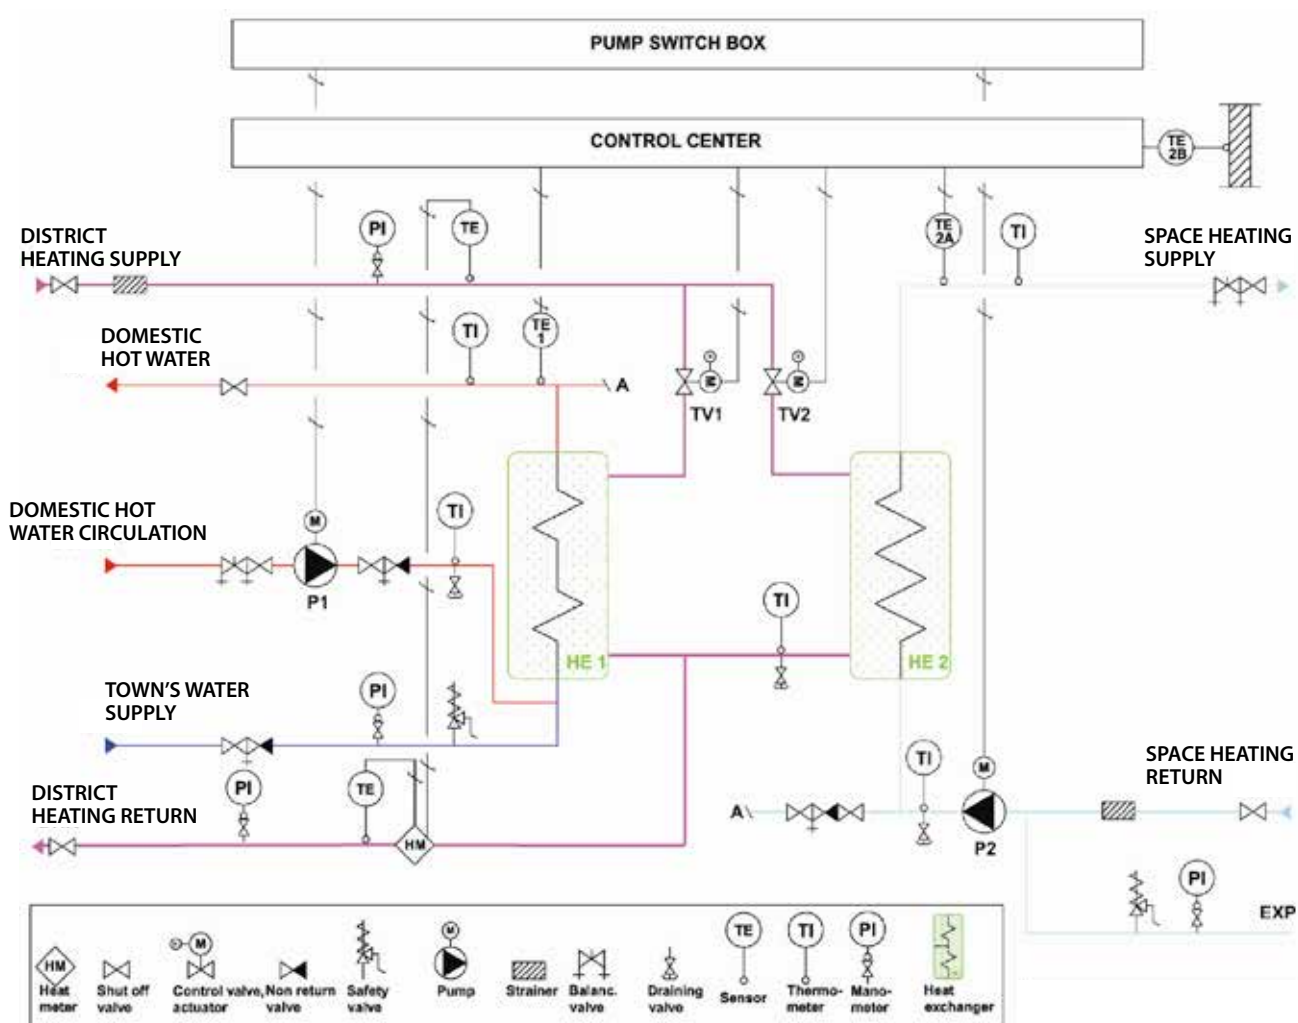 PUMP SWITCH BOX
CONTROL CENTER
TE
2B
DISTRICT
HEATING SUPPLY
PI
TE
TE
2A
TI
SPACE HEATING
SUPPLY
DOMESTIC
HOT WATER
TI
TE
1
A
M
M
TV1
TV2
DOMESTIC HOT
WATER CIRCULATION
M
TI
P1
TI
HE 1
HE 2
TOWN'S WATER
SUPPLY
PI
DISTRICT
HEATING RETURN
PI
TE
HM
A
TI
M
P2
SPACE HEATING
RETURN
PI
EXP
HM
Heat
meter
Shut off
valve
M
Control valve,
actuator
Non return
valve
Safety
valve
M
Pump
Strainer
Balanc.
valve
Draining
valve
TE
Sensor
TI
Thermo-
meter
PI
Mano-
meter
Heat
exchanger